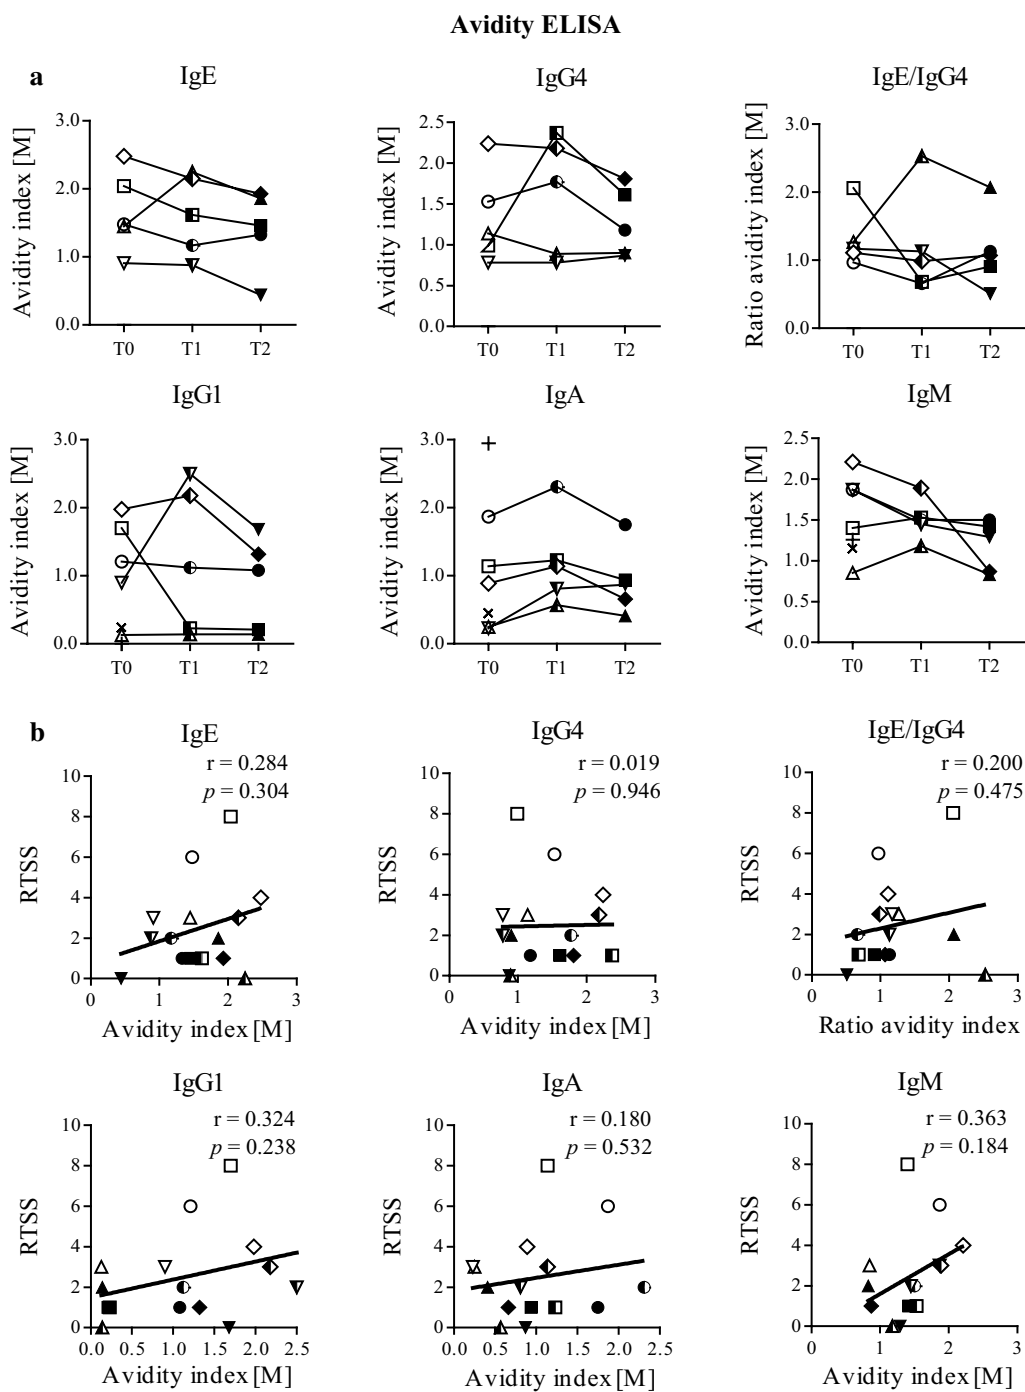 Avidity ELISA
a
IgE
IgG4
IgE/IgG4
Avidity index [M]
3.0
2.0
1.0
0.0
T0 T1 T2
Avidity index [M]
2.5
2.0
1.5
1.0
0.5
0.0
T0 T1 T2
Ratio avidity index [M]
3.0
2.0
1.0
0.0
T0 T1 T2
IgG1
IgA
IgM
Avidity index [M]
3.0
2.0
1.0
0.0
T0 T1 T2
Avidity index [M]
3.0
2.0
1.0
0.0
T0 T1 T2
Avidity index [M]
2.5
2.0
1.5
1.0
0.5
0.0
T0 T1 T2
b
IgE
r = 0.284
p = 0.304
RTSS
10
8
6
4
2
0
0 1 2 3
Avidity index [M]
IgG4
r = 0.019
p = 0.946
RTSS
10
8
6
4
2
0
0 1 2 3
Avidity index [M]
IgE/IgG4
r = 0.200
p = 0.475
RTSS
10
8
6
4
2
0
0 1 2 3
Ratio avidity index
IgG1
r = 0.324
p = 0.238
RTSS
10
8
6
4
2
0
0.0 0.5 1.0 1.5 2.0 2.5
Avidity index [M]
IgA
r = 0.180
p = 0.532
RTSS
10
8
6
4
2
0
0.0 0.5 1.0 1.5 2.0 2.5
Avidity index [M]
IgM
r = 0.363
p = 0.184
RTSS
10
8
6
4
2
0
0 1 2 3
Avidity index [M]